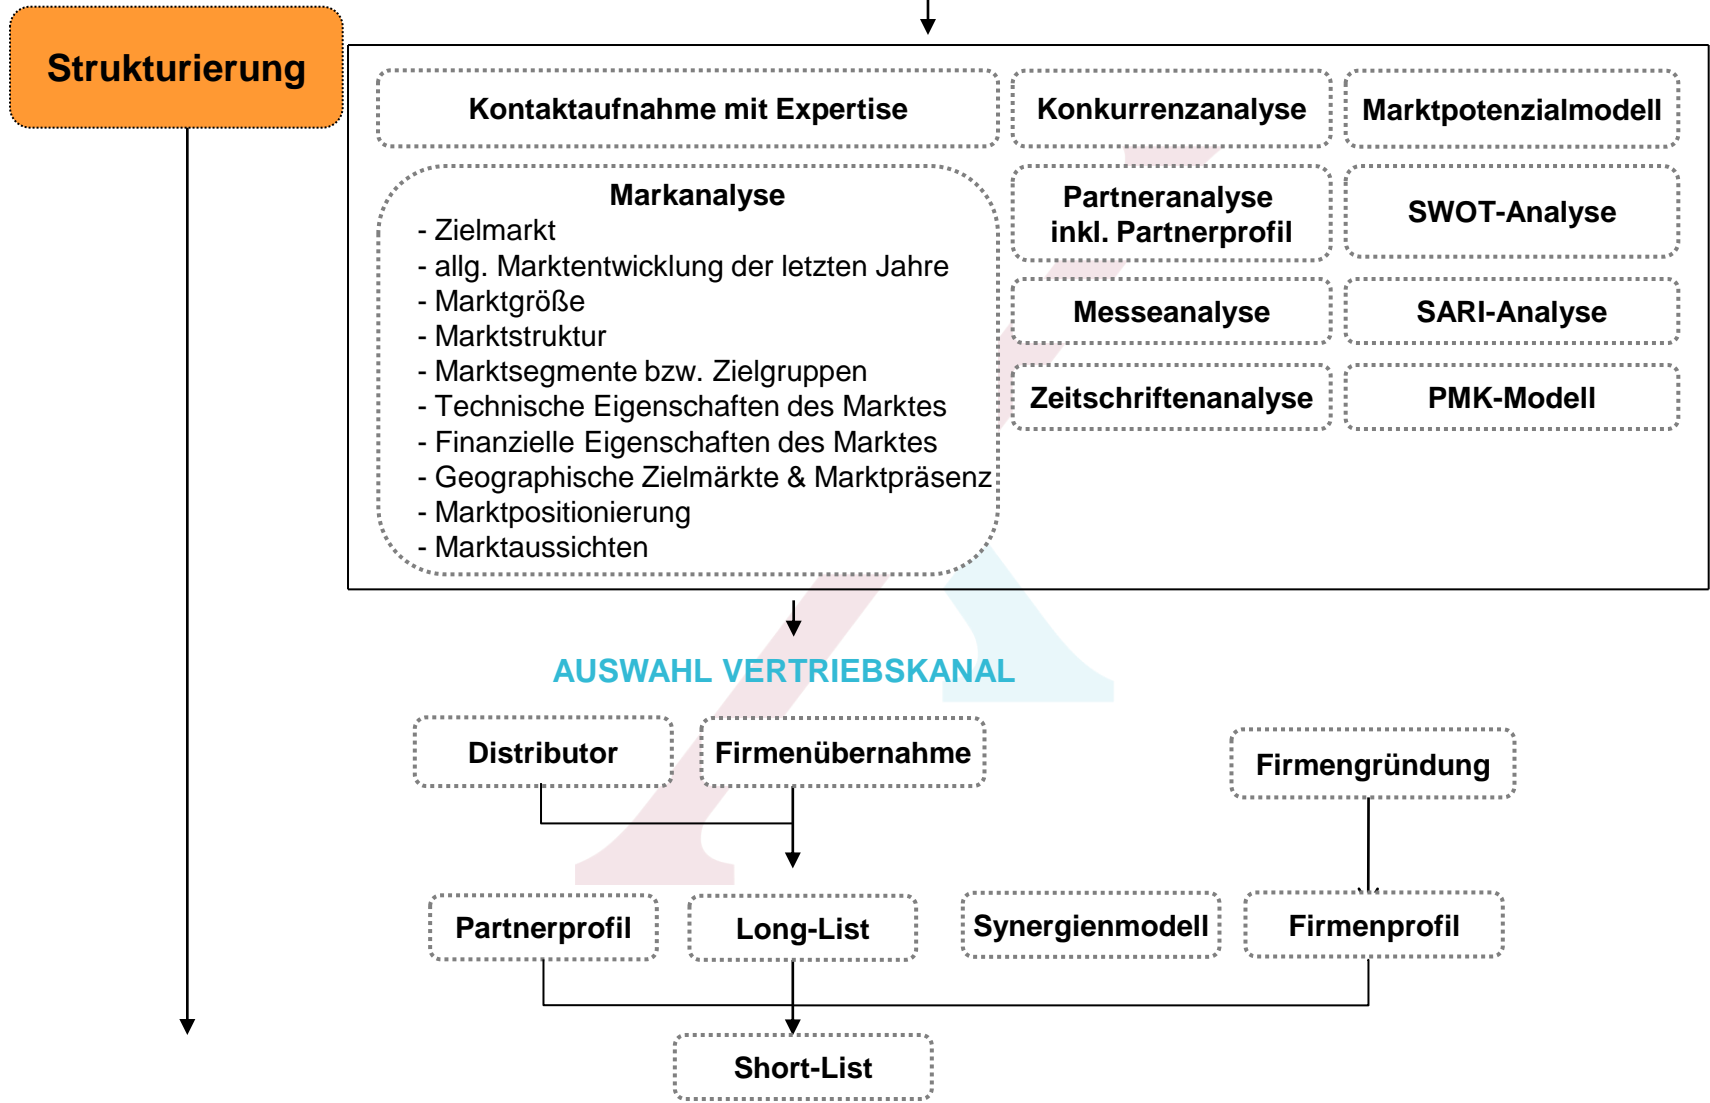 Strukturierung
Kontaktaufnahme mit Expertise
Konkurrenzanalyse
Marktpotenzialmodell
Markanalyse
- Zielmarkt
- allg. Marktentwicklung der letzten Jahre
- Marktgröße
- Marktstruktur
- Marktsegmente bzw. Zielgruppen
- Technische Eigenschaften des Marktes
- Finanzielle Eigenschaften des Marktes
- Geographische Zielmärkte & Marktpräsenz
- Marktpositionierung
- Marktaussichten
Partneranalyse
inkl. Partnerprofil
SWOT-Analyse
Messeanalyse
SARI-Analyse
Zeitschriftenanalyse
PMK-Modell
AUSWAHL VERTRIEBSKANAL
Distributor
Firmenübernahme
Firmengründung
Partnerprofil
Long-List
Synergienmodell
Firmenprofil
Short-List